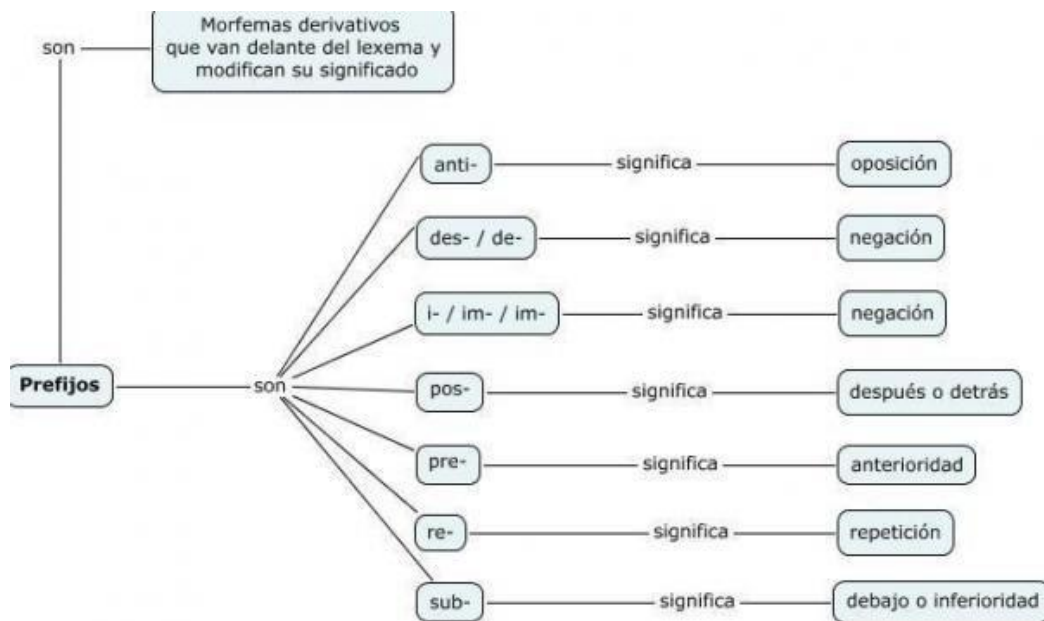 Morfemas derivativos
son
que van delante del lexema y
modifican su significado
anti- significa oposición
des- / de- significa negación
i- / im- / im- significa negación
Prefijos son
pos- significa después o detrás
pre- significa anterioridad
re- significa repetición
sub- significa debajo o inferioridad